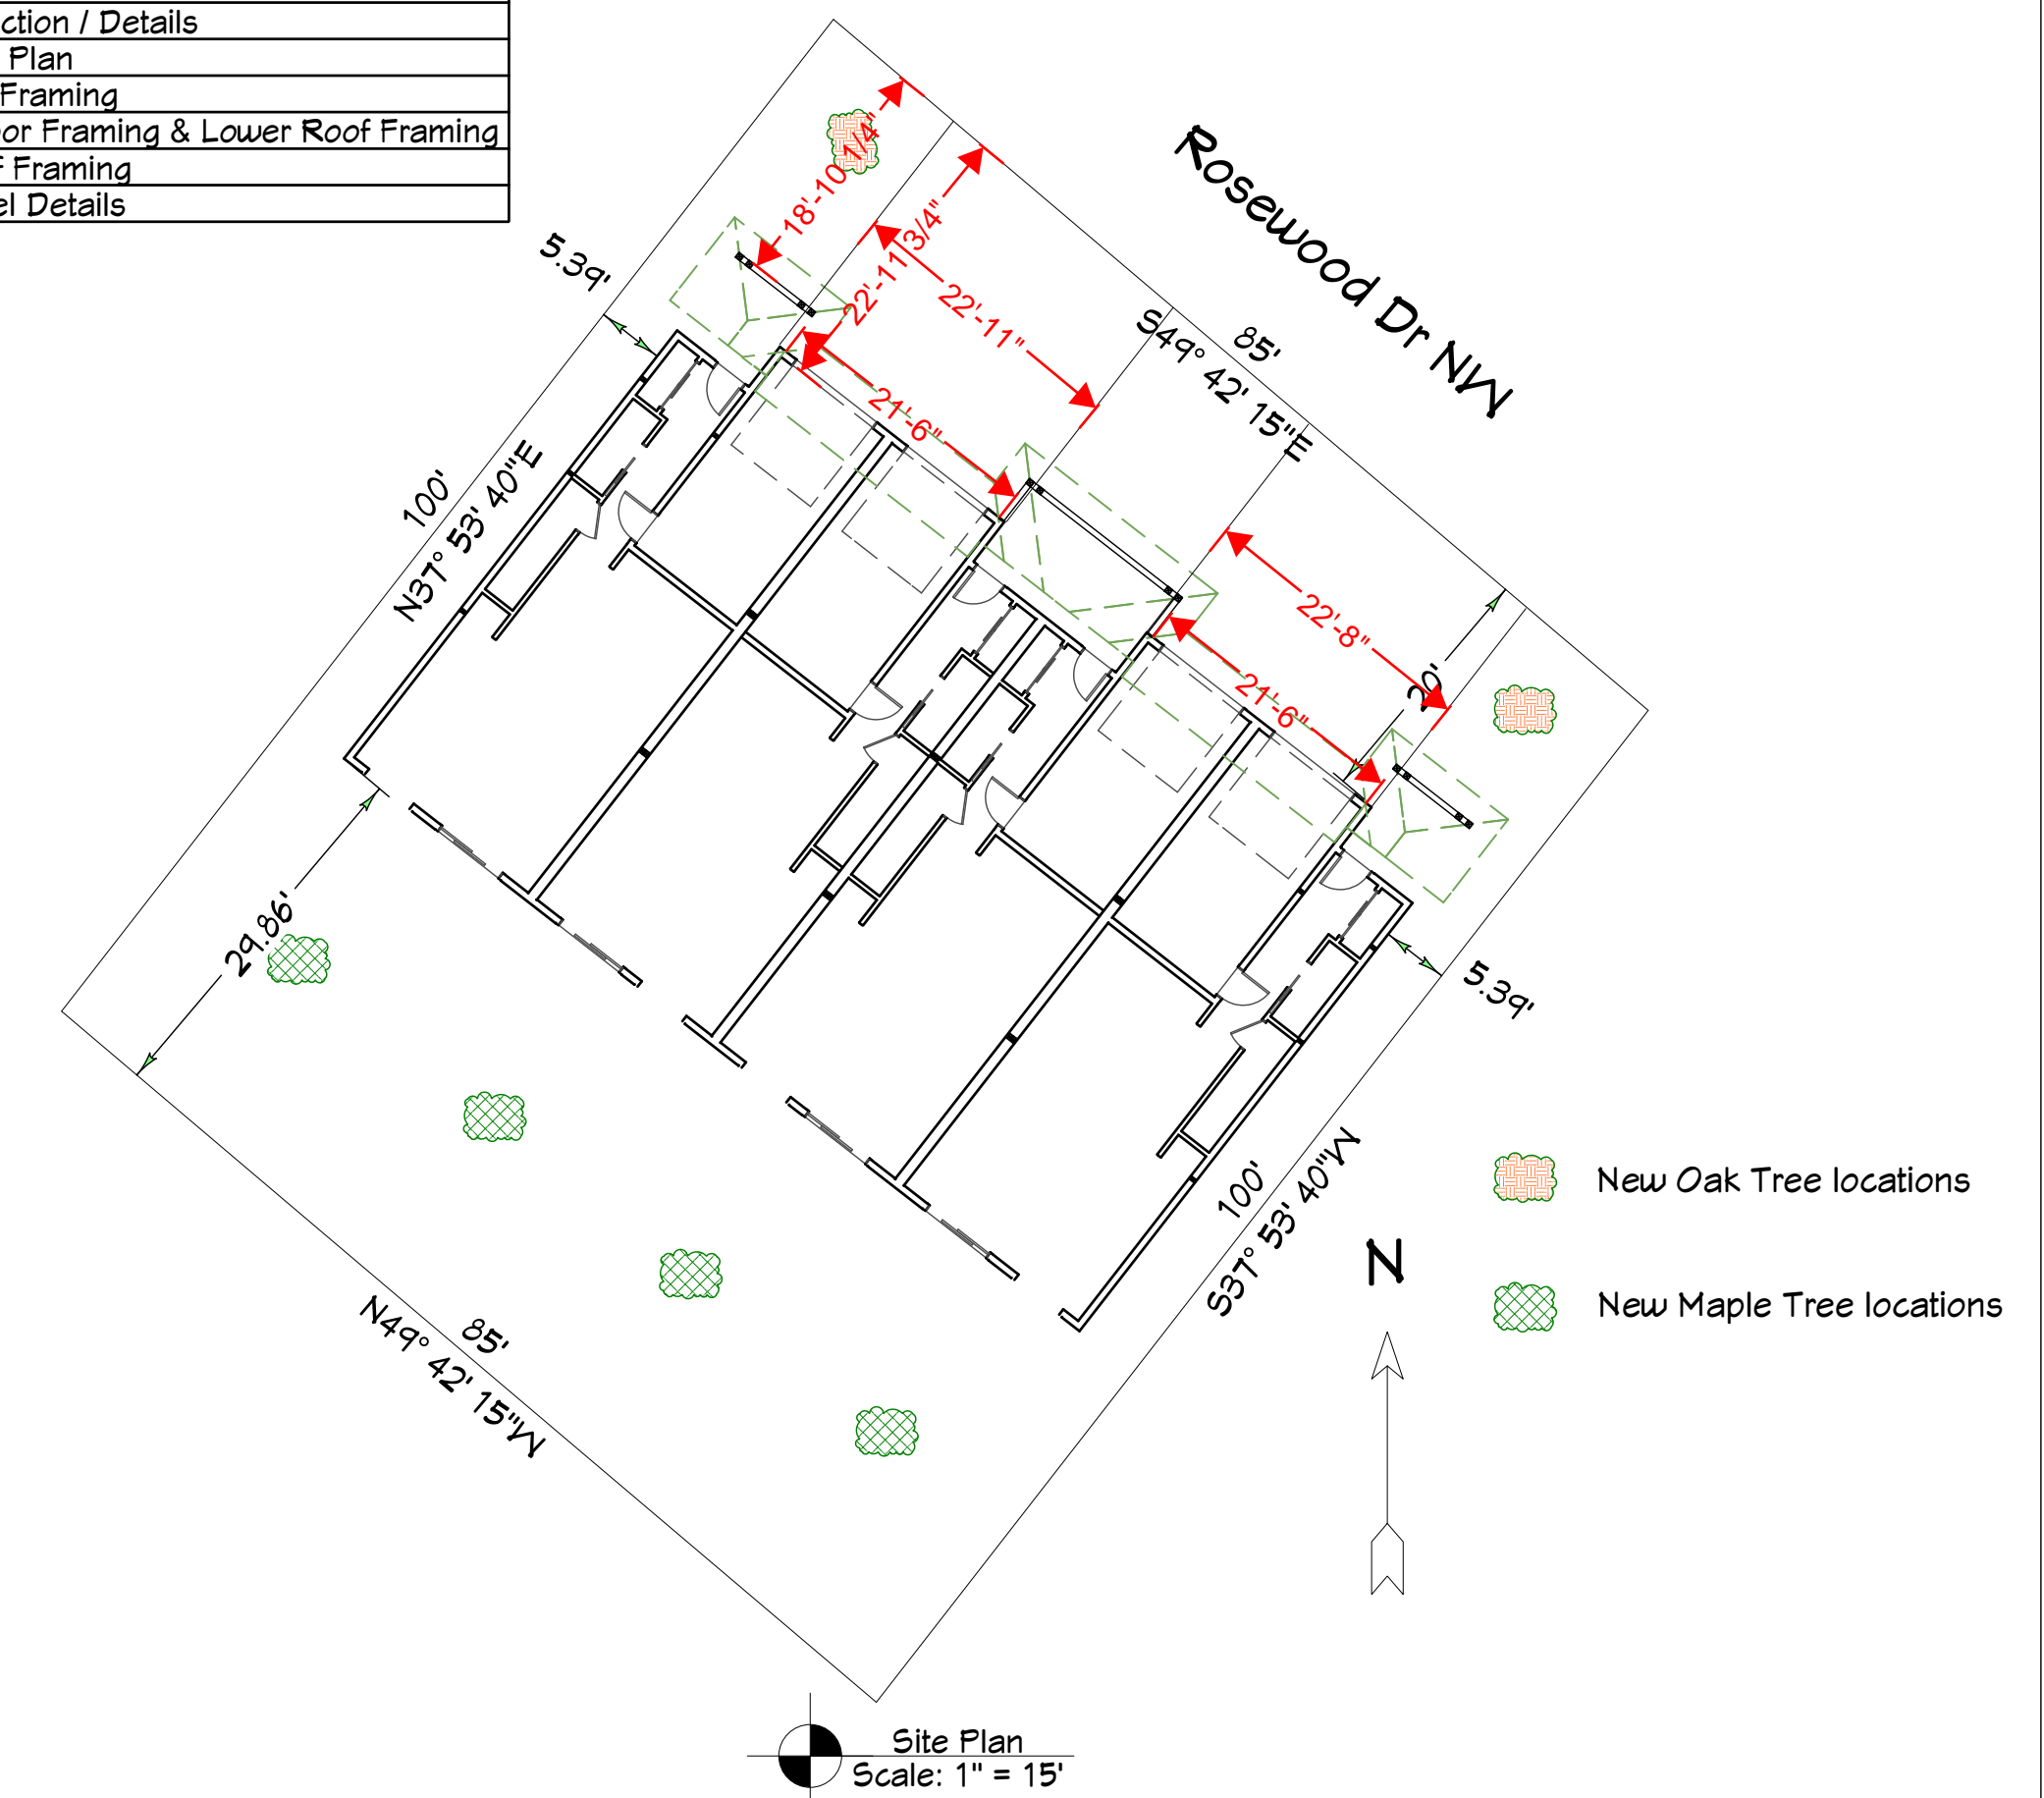 ction / Details
Plan
Framing
or Framing & Lower Roof Framing
Framing
el Details
Rosewood Dr NW
18'-10 1/4"
22'-11 3/4"
22'-11"
5.39'
S49° 42' 15"E
85'
21'-6"
100'
N37° 53' 40"E
22'-8"
20'
21'-6"
29.86'
5.39'
100'
S37° 53' 40"W
New Oak Tree locations
N
New Maple Tree locations
85'
N49° 42' 15"W
Site Plan
Scale: 1" = 15'